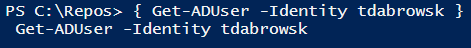 PS C:\Repos> { Get-ADUser -Identity tdabrowsk }
 Get-ADUser -Identity tdabrowsk